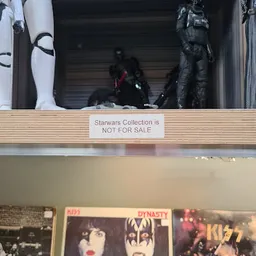 Starwars Collection is
NOT FOR SALE
KISS
DYNASTY
KISS